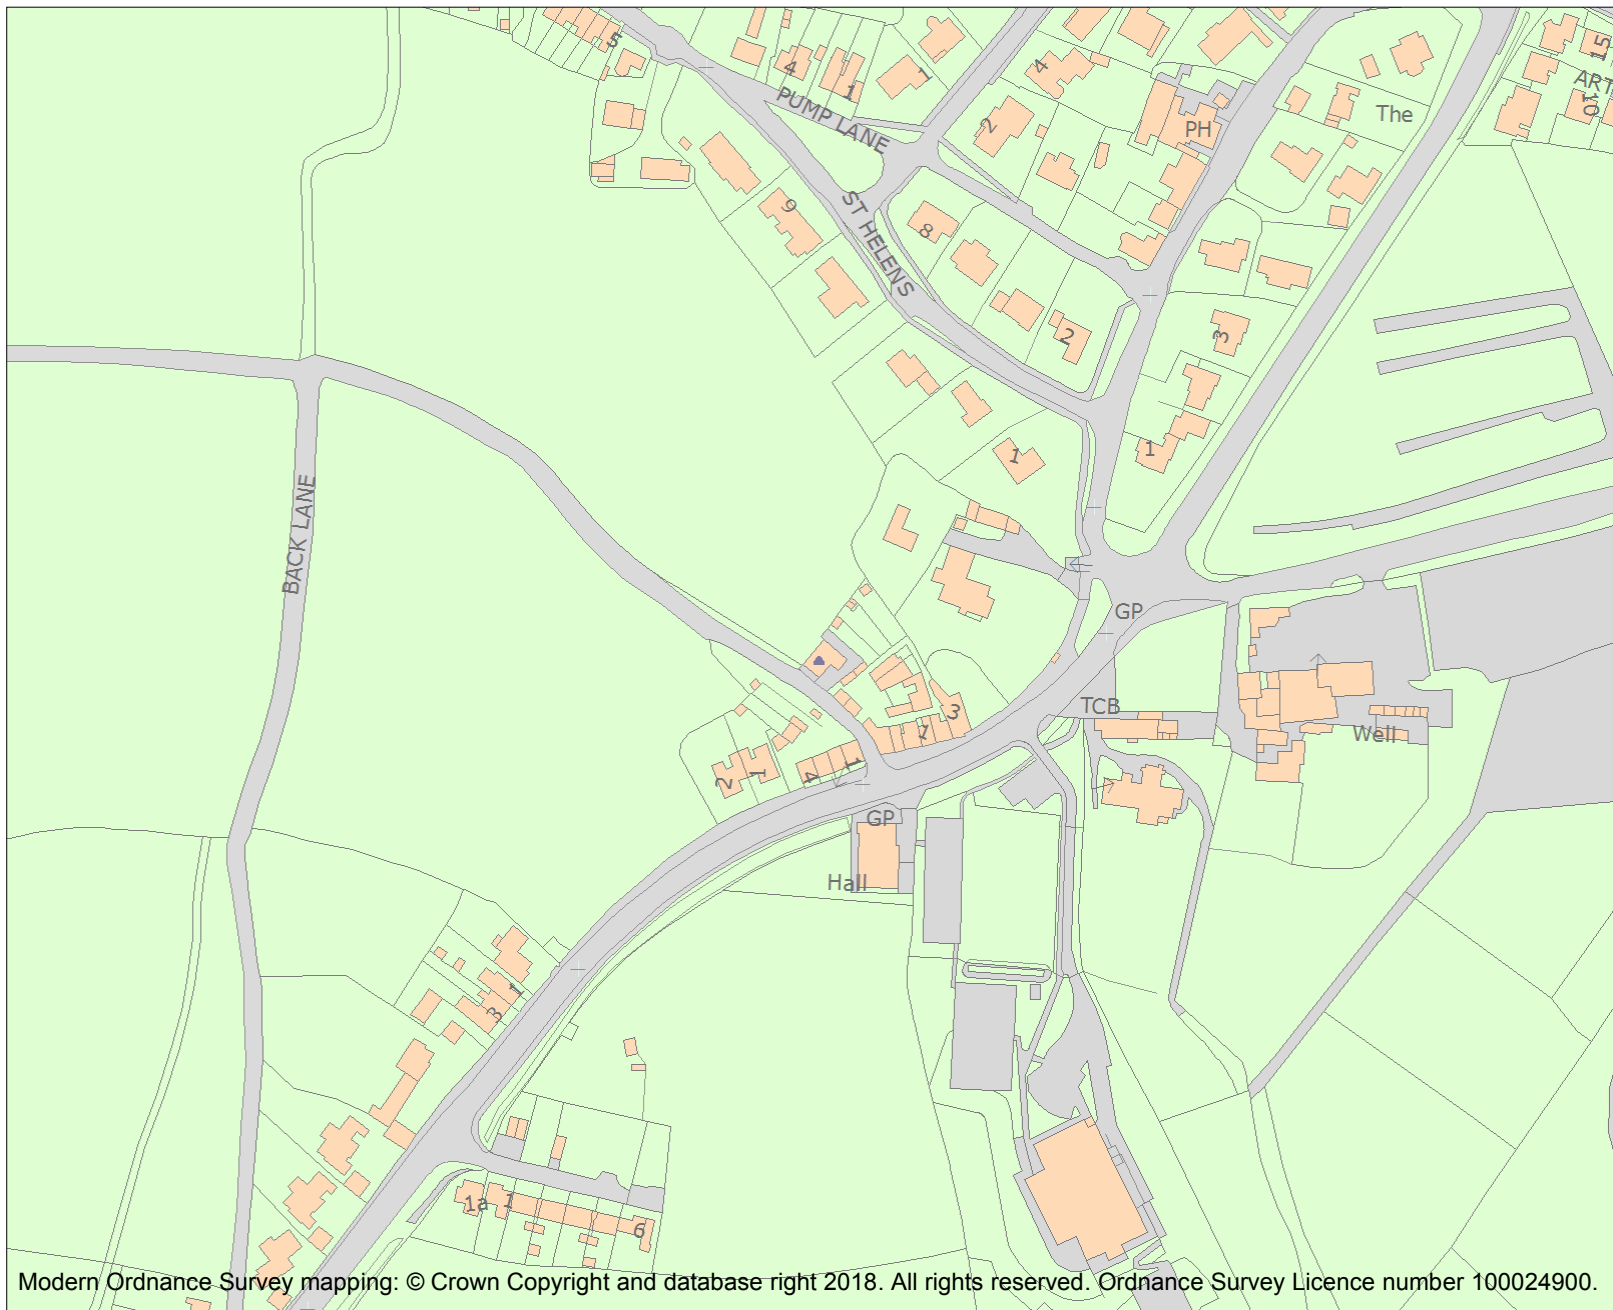 5
4
1
1
4
2
PUMP LANE
PH
The
15
ART
10
9
ST HELENS
8
2
3
1
1
BACK LANE
GP
TCB
3
1
Well
2
1
4
1
GP
Hall
1
3
1a
1
6
Modern Ordnance Survey mapping: © Crown Copyright and database right 2018. All rights reserved. Ordnance Survey Licence number 100024900.